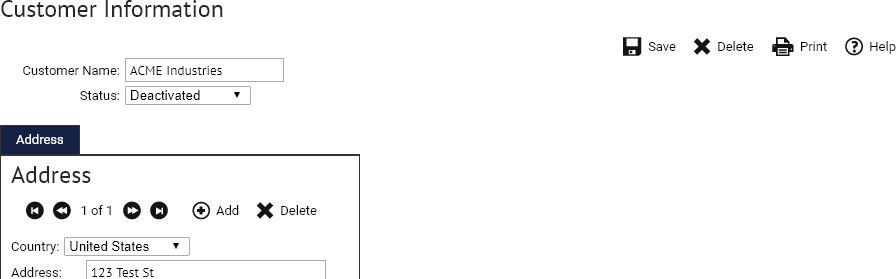 Customer Information
Save Delete Print Help
Customer Name: ACME Industries
Status: Deactivated
Address
Address
1 of 1 Add Delete
Country: United States
Address: 123 Test St